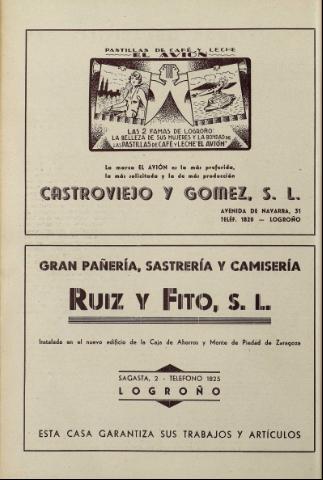 PASTILLAS DE CAFÉ Y LECHE
EL AVIÓN
LAS 2 FAMAS DE LOGROÑO:
LA BELLEZA DE SUS MUJERES Y LA BONDAD DE
LAS PASTILLAS DE CAFÉ Y LECHE "EL AVIÓN"
La marca EL AVIÓN es la más preferida,
la más solicitada y la de más producción
CASTROVIEJO Y GOMEZ, S. L.
AVENIDA DE NAVARRA, 31
TELÉF. 1820 — LOGROÑO
GRAN PAÑERÍA, SASTRERÍA Y CAMISERÍA
RUIZ Y FITO, S. L.
Instalado en el nuevo edificio de la Caja de Ahorros y Monte de Piedad de Zaragoza
SAGASTA, 2 - TELEFONO 1825
LOGROÑO
ESTA CASA GARANTIZA SUS TRABAJOS Y ARTÍCULOS